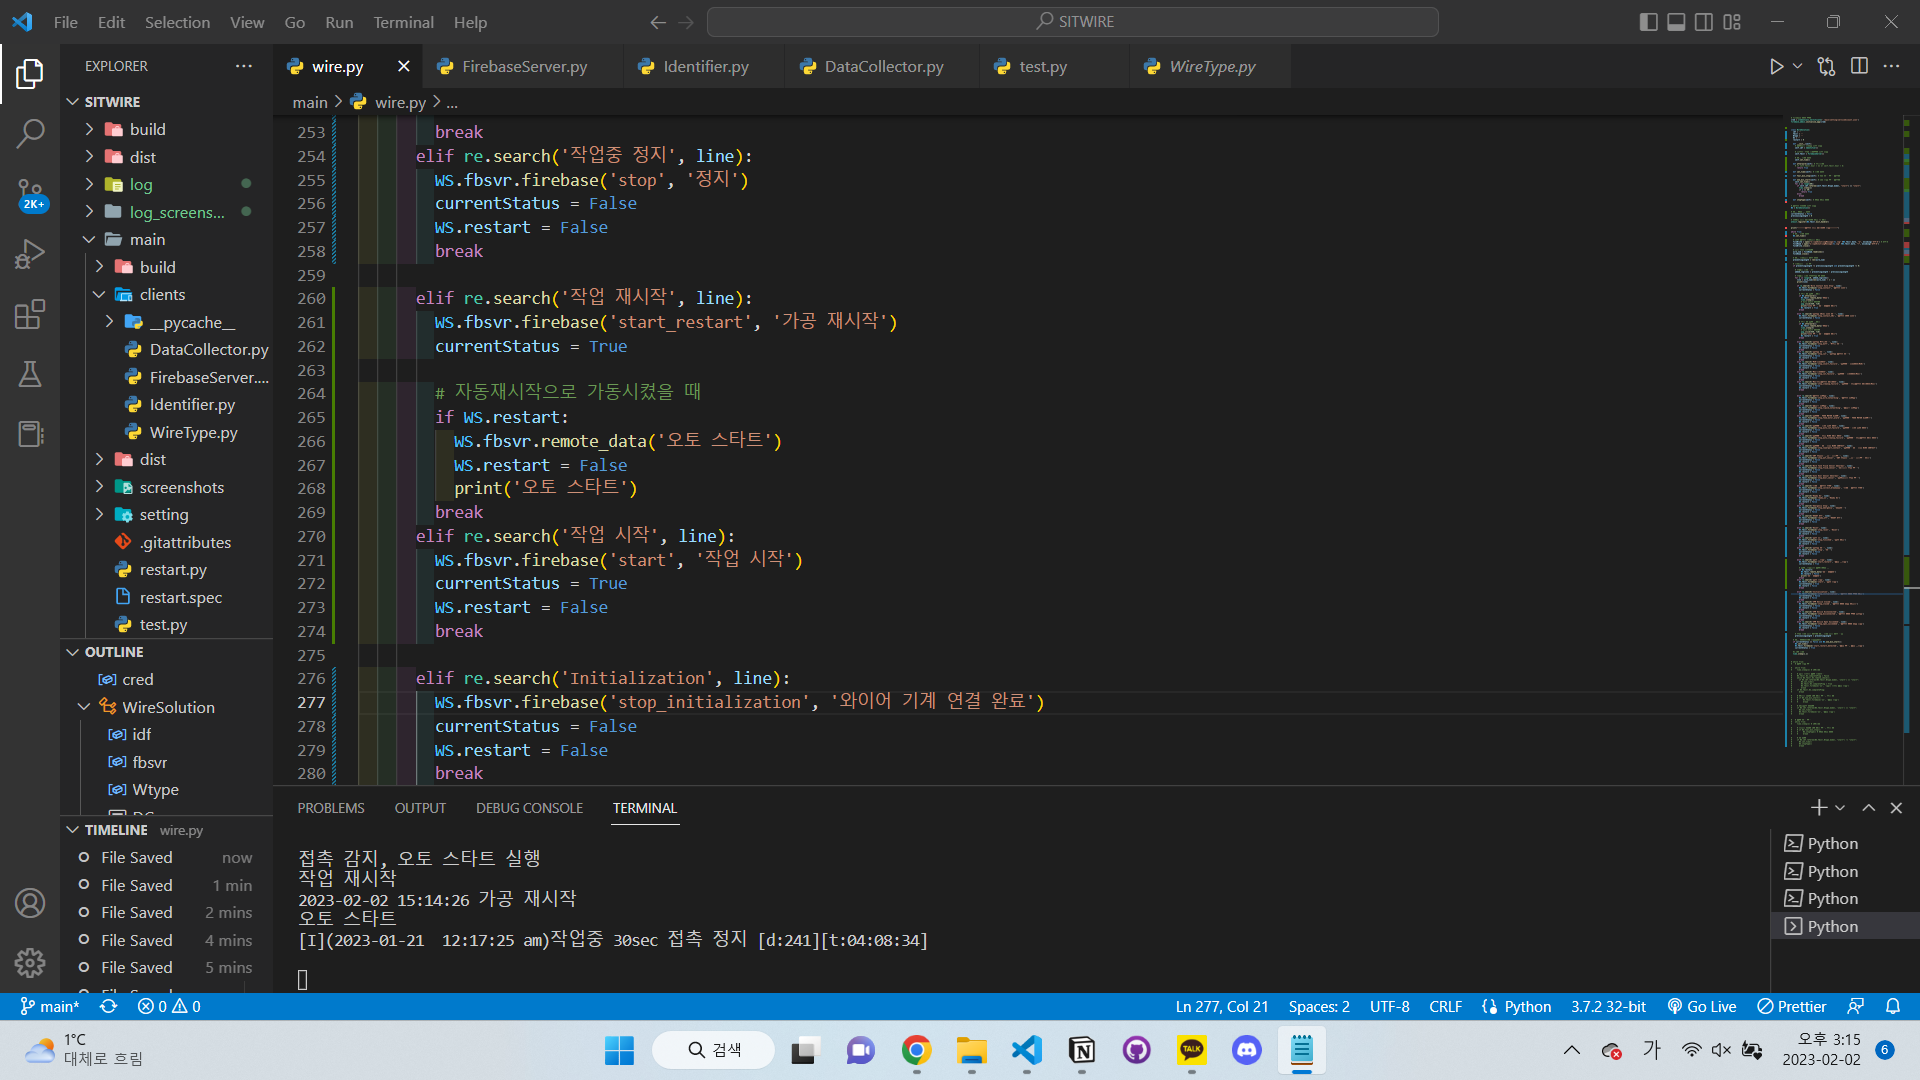 File Edit Selection View Go Run Terminal Help
SITWIRE
EXPLORER
SITWIRE
build
dist
log
log_screens...
main
build
clients
__pycache__
DataCollector.py
FirebaseServer....
Identifier.py
WireType.py
dist
screenshots
setting
.gitattributes
restart.py
restart.spec
test.py
OUTLINE
cred
WireSolution
idf
fbsvr
Wtype
TIMELINE wire.py
File Saved now
File Saved 1 min
File Saved 2 mins
File Saved 4 mins
File Saved 5 mins
2K+
wire.py FirebaseServer.py Identifier.py DataCollector.py test.py WireType.py
main > wire.py > ...
253 break
254 elif re.search('작업중 정지', line):
255 WS.fbsvr.firebase('stop', '정지')
256 currentStatus = False
257 WS.restart = False
258 break
259
260 elif re.search('작업 재시작', line):
261 WS.fbsvr.firebase('start_restart', '가공 재시작')
262 currentStatus = True
263
264 # 자동재시작으로 가동시켰을 때
265 if WS.restart:
266 WS.fbsvr.remote_data('오토 스타트')
267 WS.restart = False
268 print('오토 스타트')
269 break
270 elif re.search('작업 시작', line):
271 WS.fbsvr.firebase('start', '작업 시작')
272 currentStatus = True
273 WS.restart = False
274 break
275
276 elif re.search('Initialization', line):
277 WS.fbsvr.firebase('stop_initialization', '와이어 기계 연결 완료')
278 currentStatus = False
279 WS.restart = False
280 break
PROBLEMS OUTPUT DEBUG CONSOLE TERMINAL
접촉 감지, 오토 스타트 실행
작업 재시작
2023-02-02 15:14:26 가공 재시작
오토 스타트
[I](2023-01-21  12:17:25 am)작업중 30sec 접촉 정지 [d:241][t:04:08:34]
Python
Python
Python
Python
main* 0 0 Ln 277, Col 21 Spaces: 2 UTF-8 CRLF Python 3.7.2 32-bit Go Live Prettier
1°C
대체로 흐림
검색
TALK
가
오후 3:15
2023-02-02
6